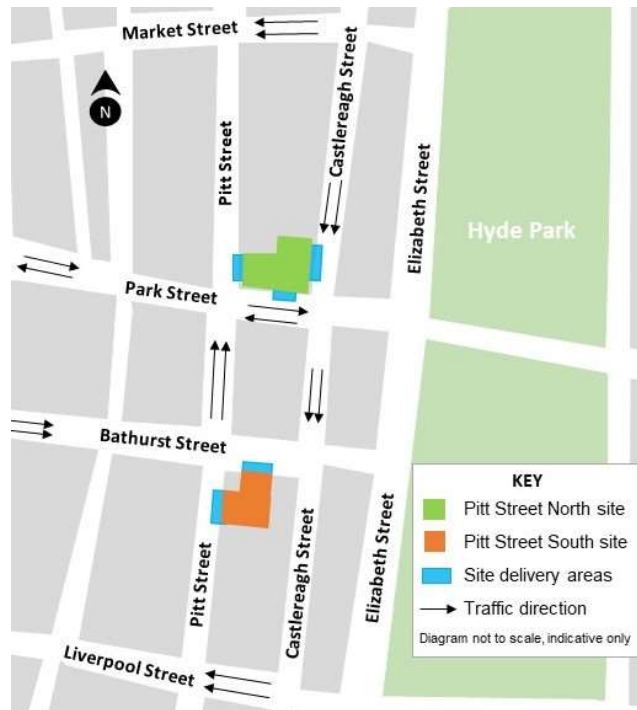 Market Street
Castlereagh Street
Pitt Street
N
Elizabeth Street
Hyde Park
Park Street
Bathurst Street
KEY
Pitt Street North site
Pitt Street South site
Site delivery areas
Traffic direction
Diagram not to scale, indicative only
Pitt Street
Castlereagh Street
Elizabeth Street
Liverpool Street